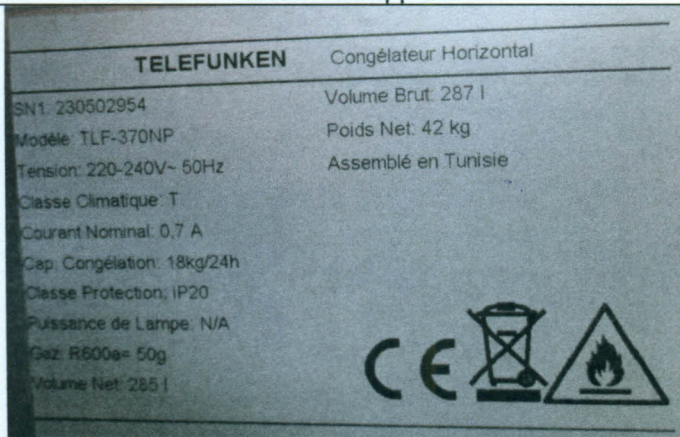 TELEFUNKEN Congélateur Horizontal
SN1: 230502954
Modèle: TLF-370NP
Tension: 220-240V~ 50Hz
Classe Climatique: T
Courant Nominal: 0,7 A
Cap. Congélation: 18kg/24h
Classe Protection: IP20
Puissance de Lampe: N/A
Gaz: R600a= 50g
Volume Net: 285 l
Volume Brut: 287 l
Poids Net: 42 kg
Assemblé en Tunisie
CE